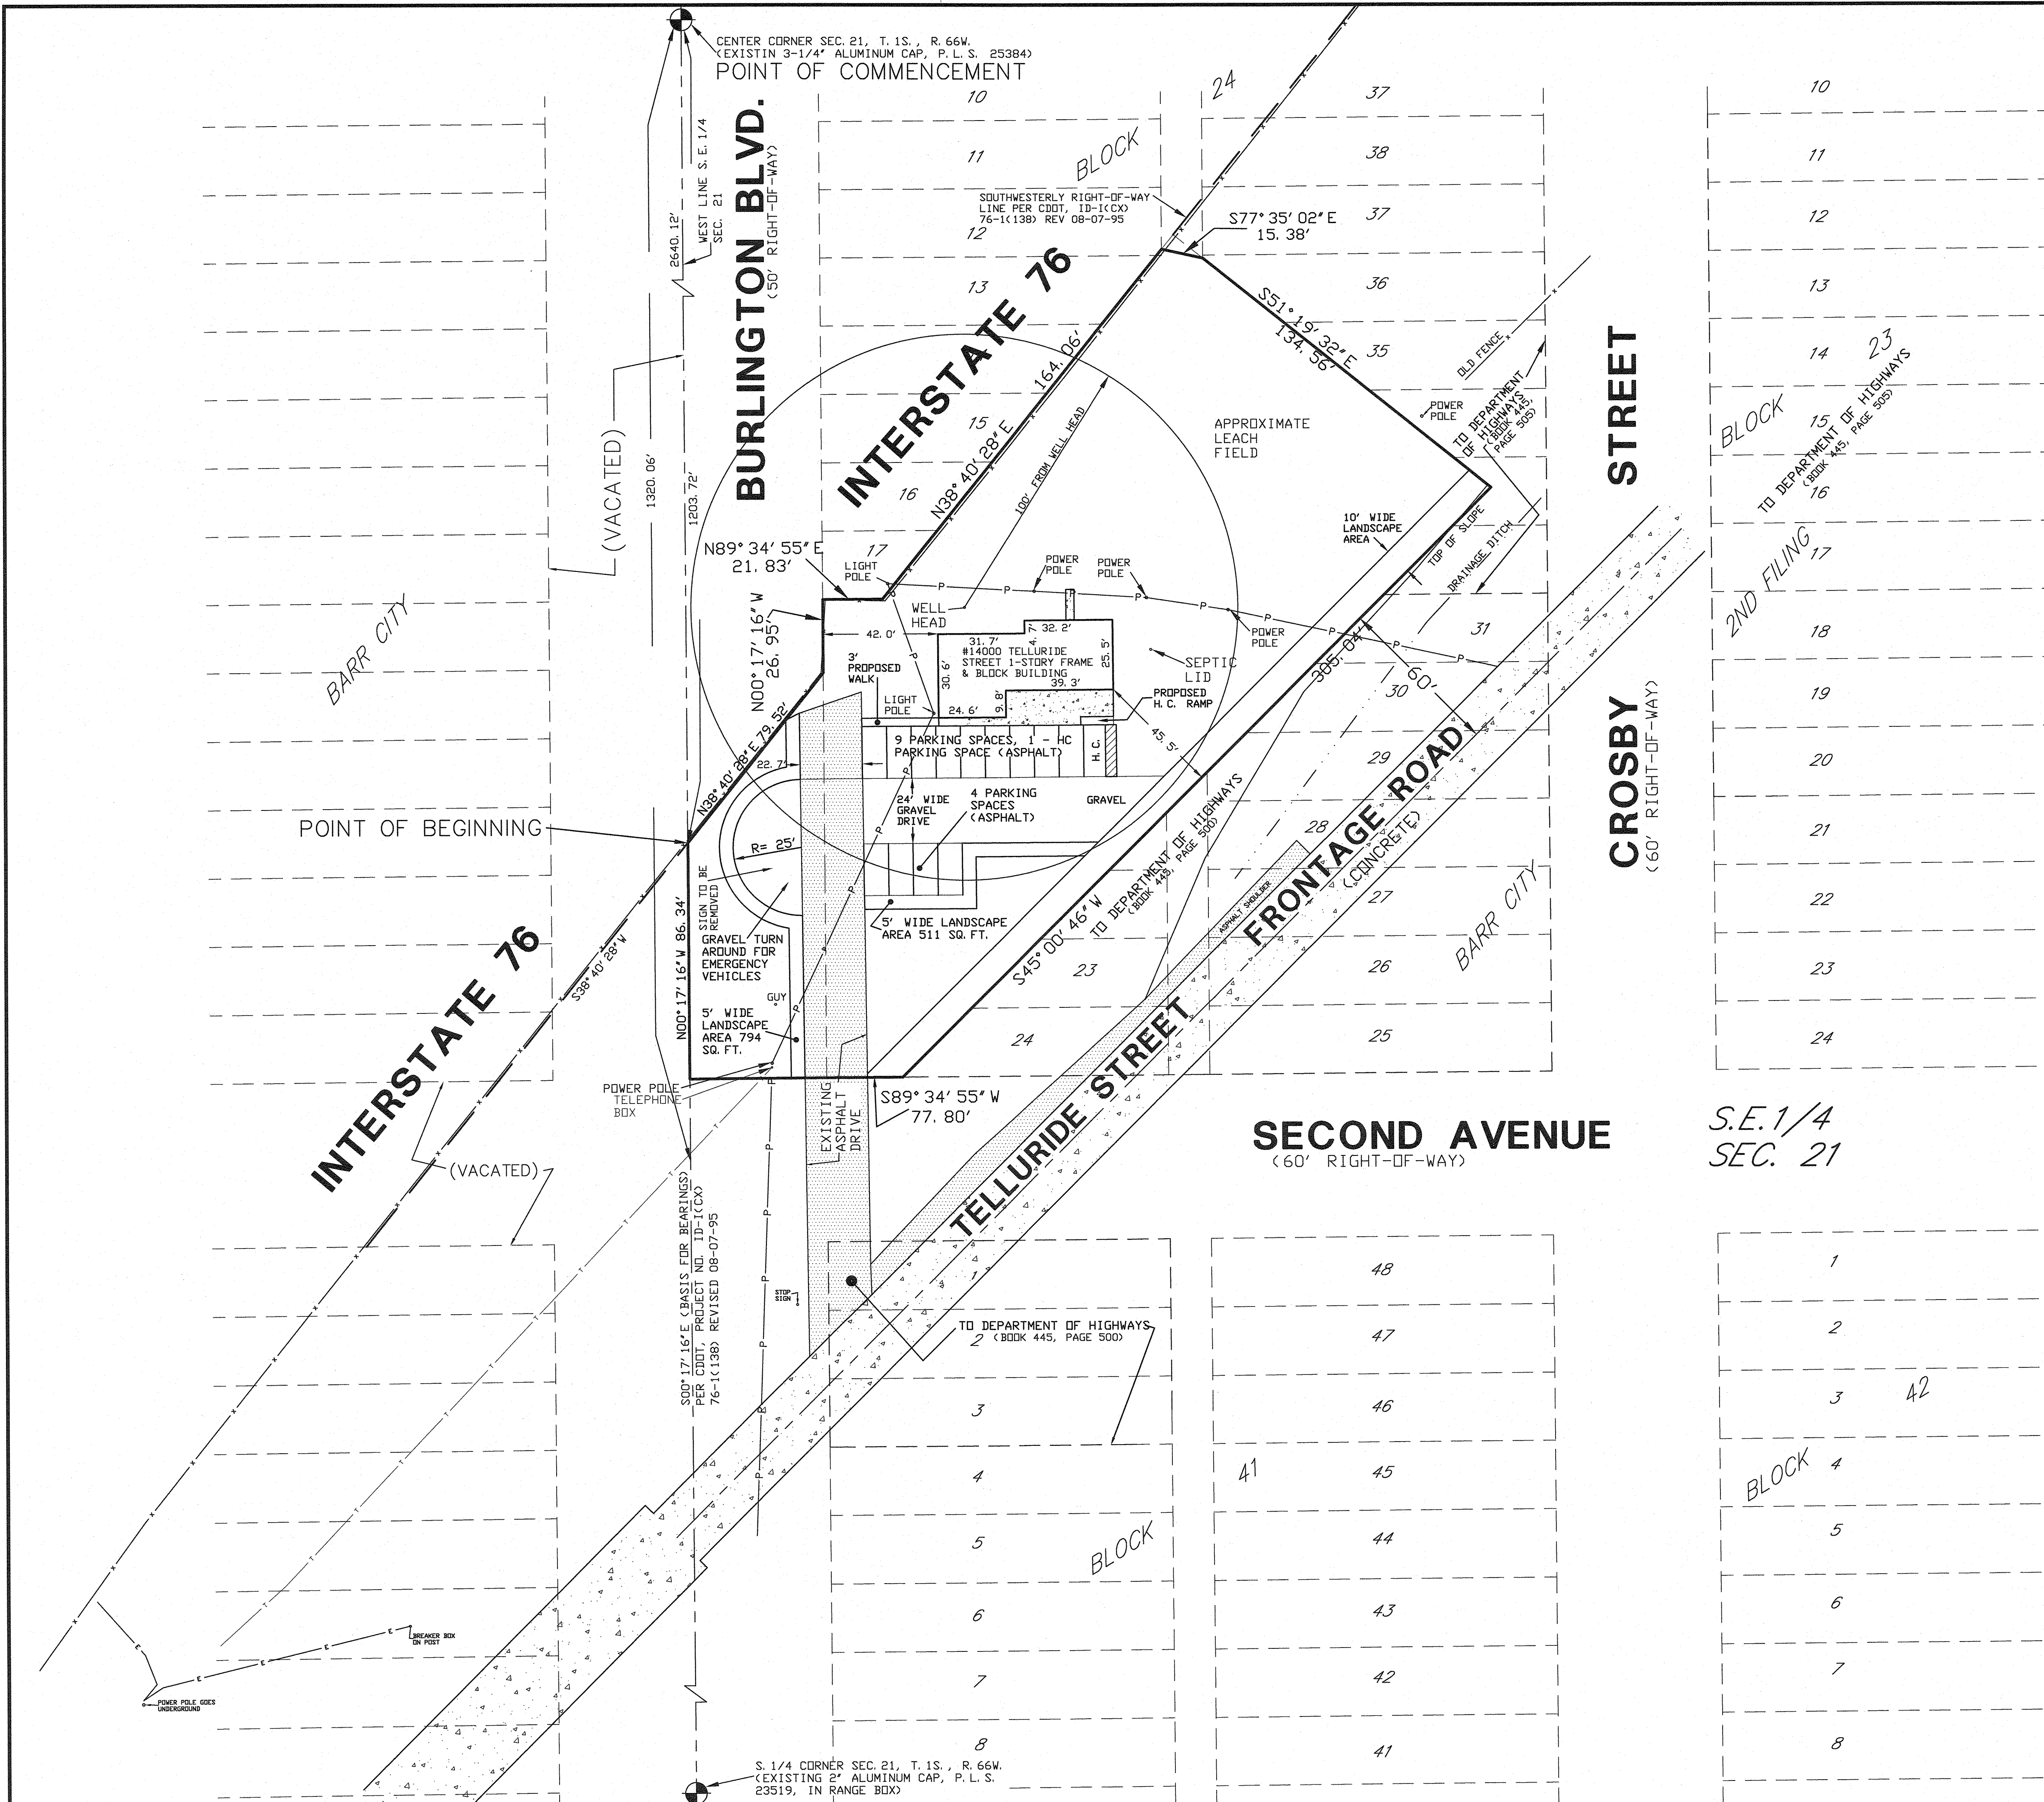 CENTER CORNER SEC. 21, T. 1S., R. 66W.
(EXISTIN 3-1/4" ALUMINUM CAP, P.L.S. 25384)
POINT OF COMMENCEMENT
2640.12'
WEST LINE S.E. 1/4
SEC. 21
BURLINGTON BLVD.
(50' RIGHT-OF-WAY)
10
11
12
13
15
16
17
BLOCK
24
37
38
37
36
35
10
11
12
13
14
15
16
17
18
19
20
21
22
23
24
BLOCK
23
TO DEPARTMENT OF HIGHWAYS
(BOOK 445, PAGE 505)
2ND FILING
SOUTHWESTERLY RIGHT-OF-WAY
LINE PER CDOT, ID-I(CX)
76-1(138) REV 08-07-95
S77°35'02"E
15.38'
S51°19'32"E
134.56'
INTERSTATE 76
N38°40'28"E
164.06'
100' FROM WELL HEAD
APPROXIMATE
LEACH
FIELD
OLD FENCE
POWER
POLE
TO DEPARTMENT
OF HIGHWAYS
(BOOK 445,
PAGE 505)
CROSBY STREET
(60' RIGHT-OF-WAY)
10' WIDE
LANDSCAPE
AREA
TOP OF SLOPE
DRAINAGE DITCH
(VACATED)
1320.06'
1203.72'
N89°34'55"E
21.83'
LIGHT
POLE
POWER
POLE
POWER
POLE
POWER
POLE
WELL
HEAD
BARR CITY
N00°17'16"W
26.95'
42.0'
31.7'
4.7'
32.2'
#14000 TELLURIDE
STREET 1-STORY FRAME
& BLOCK BUILDING
30.6'
25.5'
39.3'
24.6'
9.8'
3'
PROPOSED
WALK
LIGHT
POLE
SEPTIC
LID
PROPOSED
H.C. RAMP
45.5'
305.04'
60'
31
30
29
28
27
26
25
23
24
9 PARKING SPACES, 1 - HC
PARKING SPACE (ASPHALT)
H.C.
N38°40'28"E 79.52'
22.7'
24' WIDE
GRAVEL
DRIVE
4 PARKING
SPACES
(ASPHALT)
GRAVEL
POINT OF BEGINNING
R= 25'
SIGN TO BE
REMOVED
GRAVEL TURN
AROUND FOR
EMERGENCY
VEHICLES
5' WIDE LANDSCAPE
AREA 511 SQ. FT.
S45°00'46"W
TO DEPARTMENT OF HIGHWAYS
(BOOK 445, PAGE 500)
ASPHALT SHOULDER
TELLURIDE STREET FRONTAGE ROAD
(CONCRETE)
BARR CITY
N00°17'16"W 86.34'
GUY
5' WIDE
LANDSCAPE
AREA 794
SQ. FT.
INTERSTATE 76
S38°40'28"W
POWER POLE
TELEPHONE
BOX
EXISTING
ASPHALT
DRIVE
S89°34'55"W
77.80'
SECOND AVENUE
(60' RIGHT-OF-WAY)
S.E.1/4
SEC. 21
(VACATED)
S00°17'16"E (BASIS FOR BEARINGS)
PER CDOT, PROJECT NO. ID-I(CX)
76-1(138) REVISED 08-07-95
STOP
SIGN
TO DEPARTMENT OF HIGHWAYS
(BOOK 445, PAGE 500)
1
2
3
4
5
6
7
8
BLOCK
41
48
47
46
45
44
43
42
41
1
2
3
4
5
6
7
8
BLOCK
42
BREAKER BOX
ON POST
POWER POLE GOES
UNDERGROUND
S. 1/4 CORNER SEC. 21, T. 1S., R. 66W.
(EXISTING 2" ALUMINUM CAP, P.L.S.
23519, IN RANGE BOX)